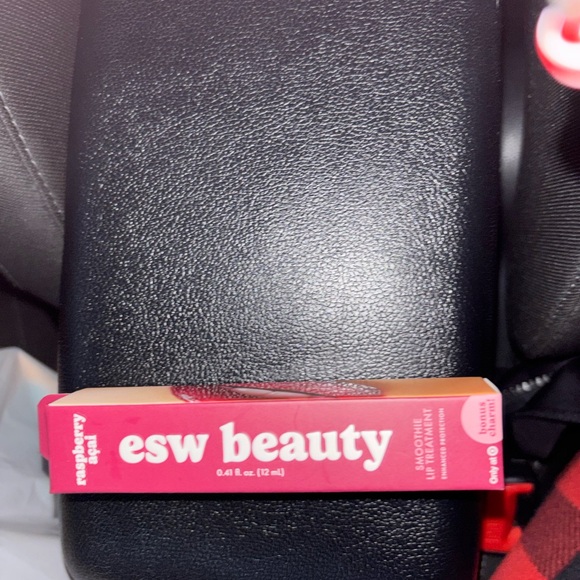 raspberry
açaí
esw beauty
0.41 fl. oz. (12 mL)
SMOOTHIE
LIP TREATMENT
ENHANCED PROTECTION
bonus
charm!
Only at